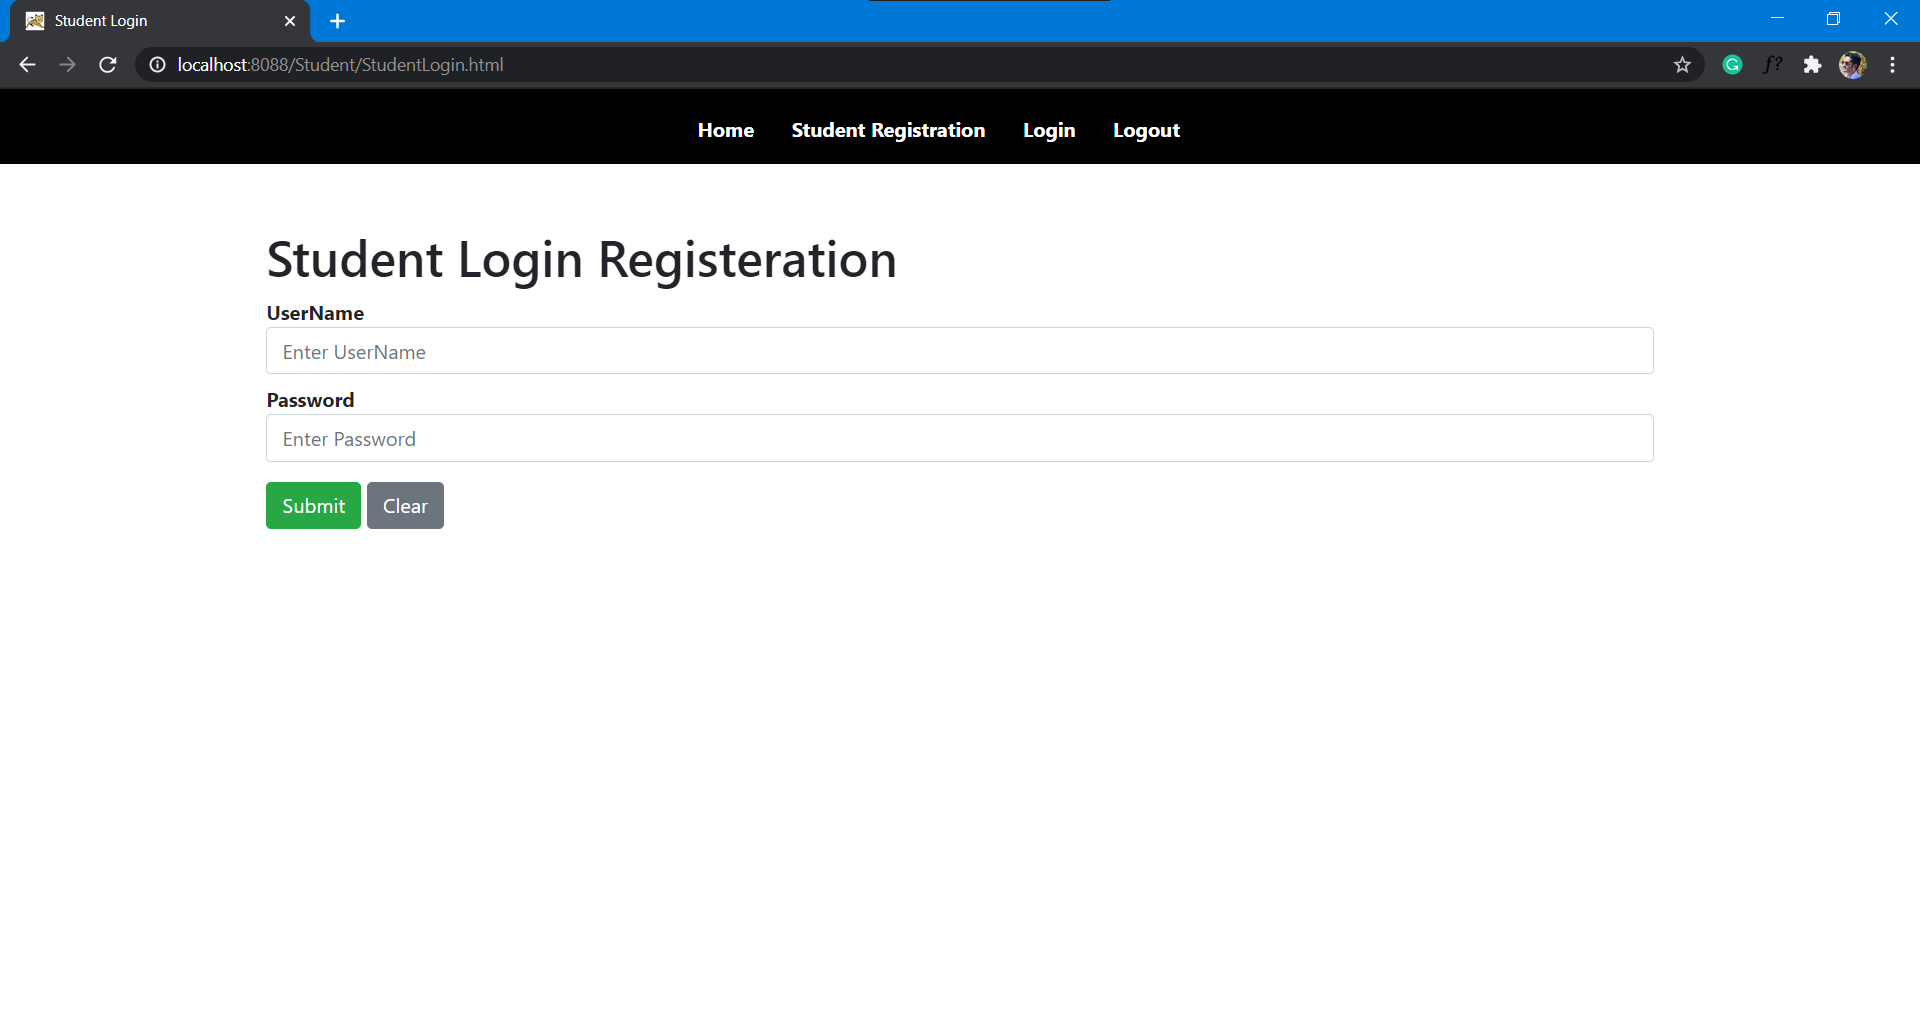 Student Login
localhost:8088/Student/StudentLogin.html
f?
Home Student Registration Login Logout
Student Login Registeration
UserName
Enter UserName
Password
Enter Password
Submit Clear